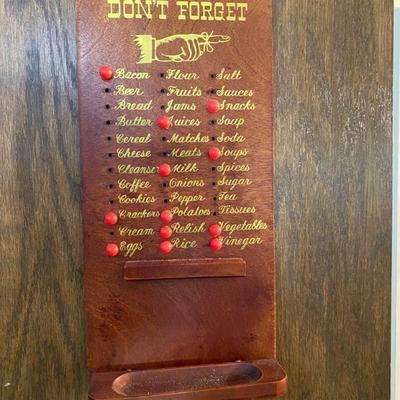 DON'T FORGET
Bacon Flour Salt
Beer Fruits Sauces
Bread Jams Snacks
Butter Juices Soap
Cereal Matches Soda
Cheese Meats Soups
Cleanser Milk Spices
Coffee Onions Sugar
Cookies Pepper Tea
Crackers Potatoes Tissues
Cream Relish Vegetables
Eggs Rice Vinegar